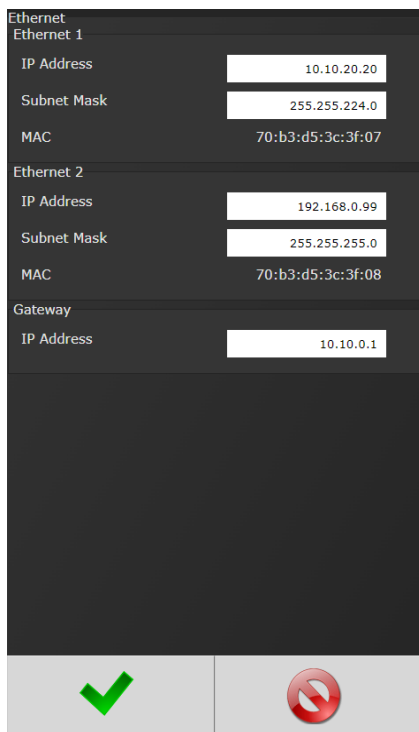 Ethernet
Ethernet 1
IP Address 10.10.20.20
Subnet Mask 255.255.224.0
MAC 70:b3:d5:3c:3f:07
Ethernet 2
IP Address 192.168.0.99
Subnet Mask 255.255.255.0
MAC 70:b3:d5:3c:3f:08
Gateway
IP Address 10.10.0.1